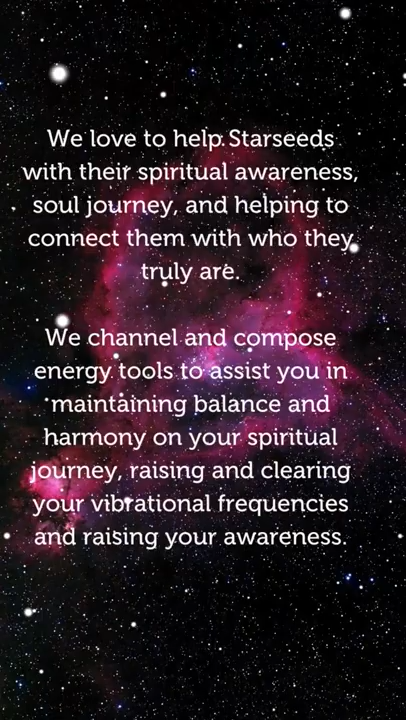 We love to help Starseeds
with their spiritual awareness,
soul journey, and helping to
connect them with who they
truly are.
We channel and compose
energy tools to assist you in
maintaining balance and
harmony on your spiritual
journey, raising and clearing
your vibrational frequencies
and raising your awareness.